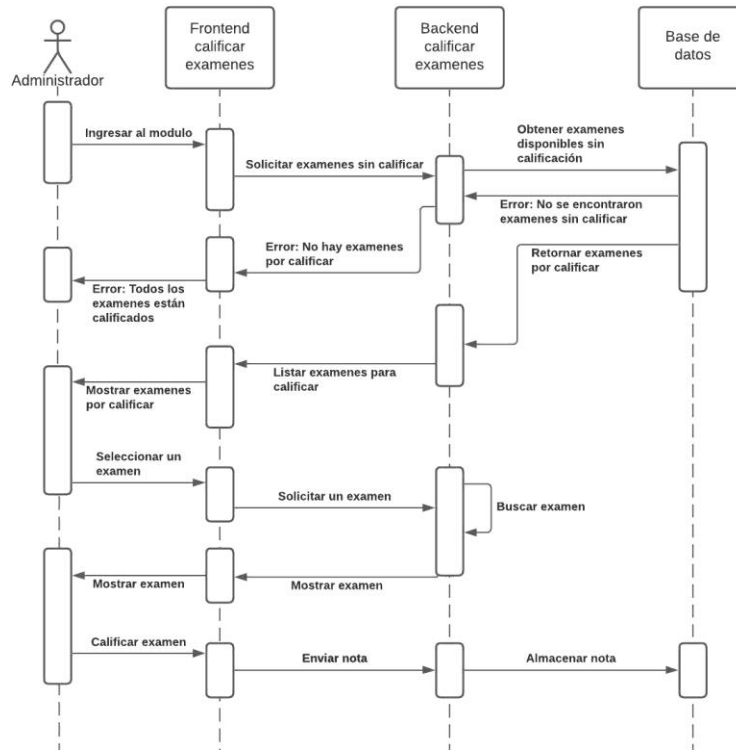 Frontend
calificar
examenes
Backend
calificar
examenes
Base de
datos
Administrador
Ingresar al modulo
Solicitar examenes sin calificar
Obtener examenes
disponibles sin
calificación
Error: No se encontraron
examenes sin calificar
Error: No hay examenes
por calificar
Retornar examenes
por calificar
Error: Todos los
examenes están
calificados
Listar examenes para
calificar
Mostrar examenes
por calificar
Seleccionar un
examen
Solicitar un examen
Buscar examen
Mostrar examen
Mostrar examen
Calificar examen
Enviar nota
Almacenar nota